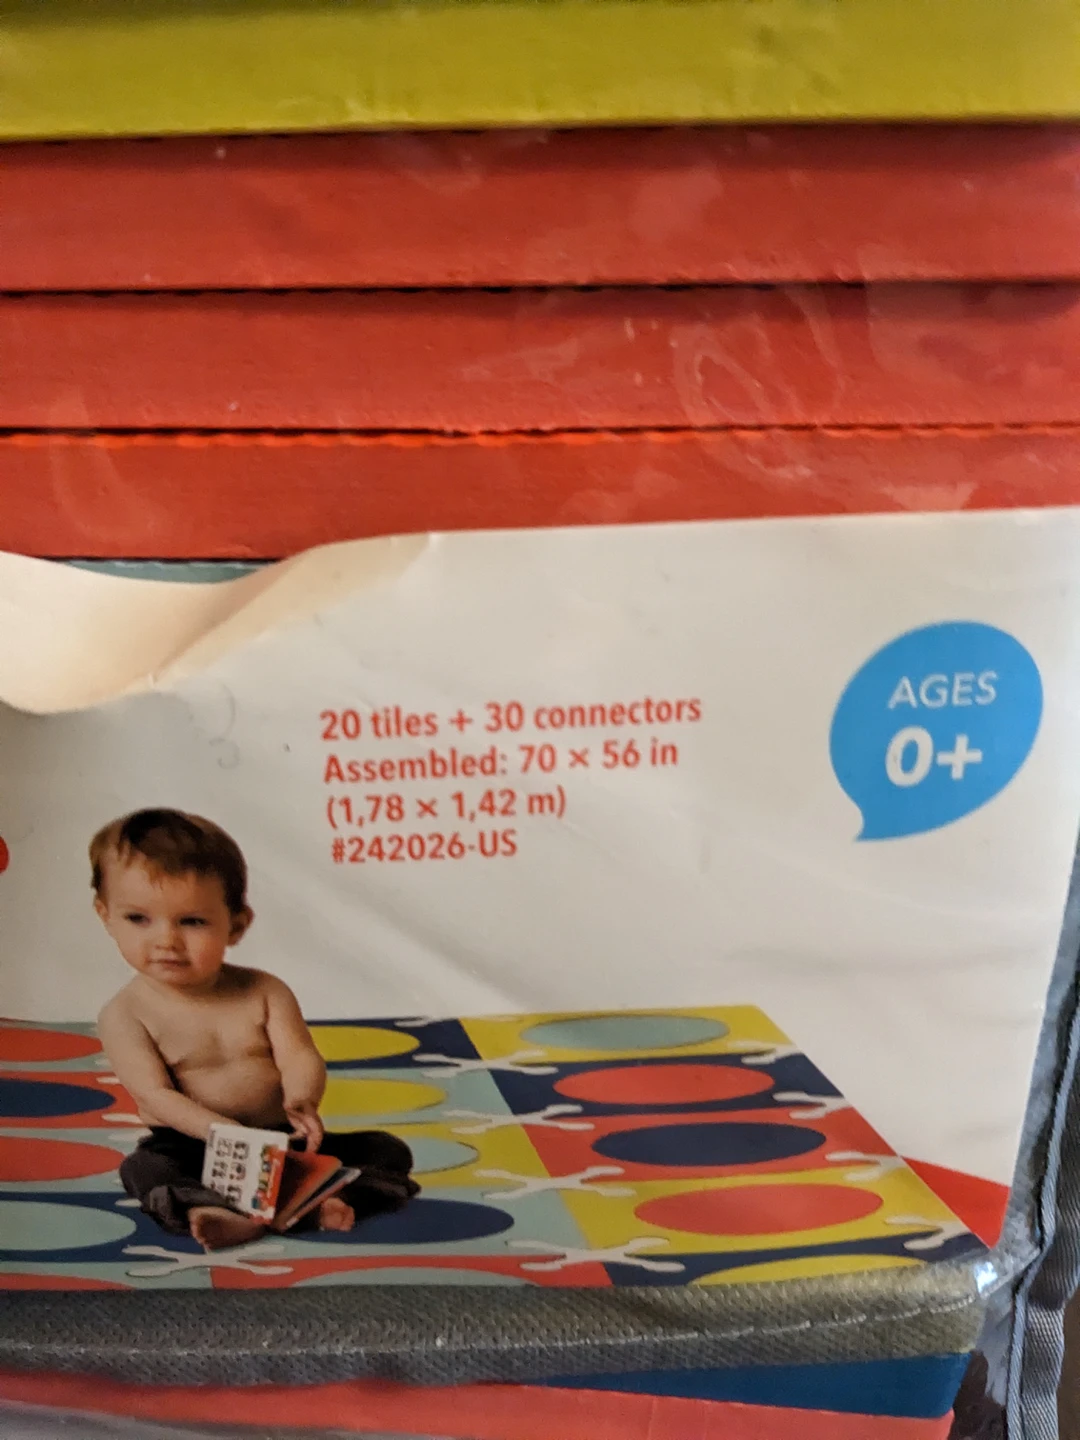 20 tiles + 30 connectors
Assembled: 70 × 56 in
(1,78 × 1,42 m)
#242026-US
AGES
0+